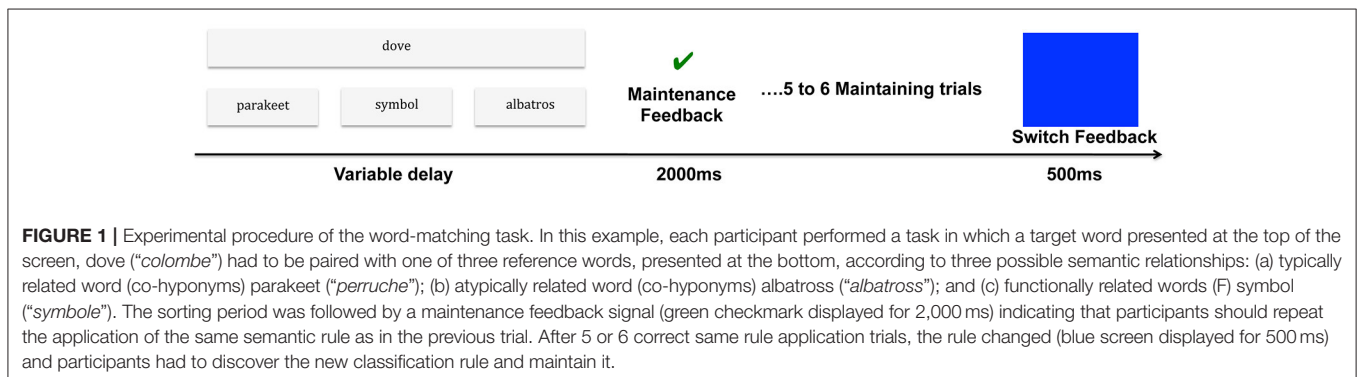 dove
parakeet symbol albatros
Maintenance Feedback
....5 to 6 Maintaining trials
Switch Feedback
Variable delay 2000ms 500ms
FIGURE 1 | Experimental procedure of the word-matching task. In this example, each participant performed a task in which a target word presented at the top of the
screen, dove (“colombe”) had to be paired with one of three reference words, presented at the bottom, according to three possible semantic relationships: (a) typically
related word (co-hyponyms) parakeet (“perruche”); (b) atypically related word (co-hyponyms) albatross (“albatross”); and (c) functionally related words (F) symbol
(“symbole”). The sorting period was followed by a maintenance feedback signal (green checkmark displayed for 2,000 ms) indicating that participants should repeat
the application of the same semantic rule as in the previous trial. After 5 or 6 correct same rule application trials, the rule changed (blue screen displayed for 500 ms)
and participants had to discover the new classification rule and maintain it.